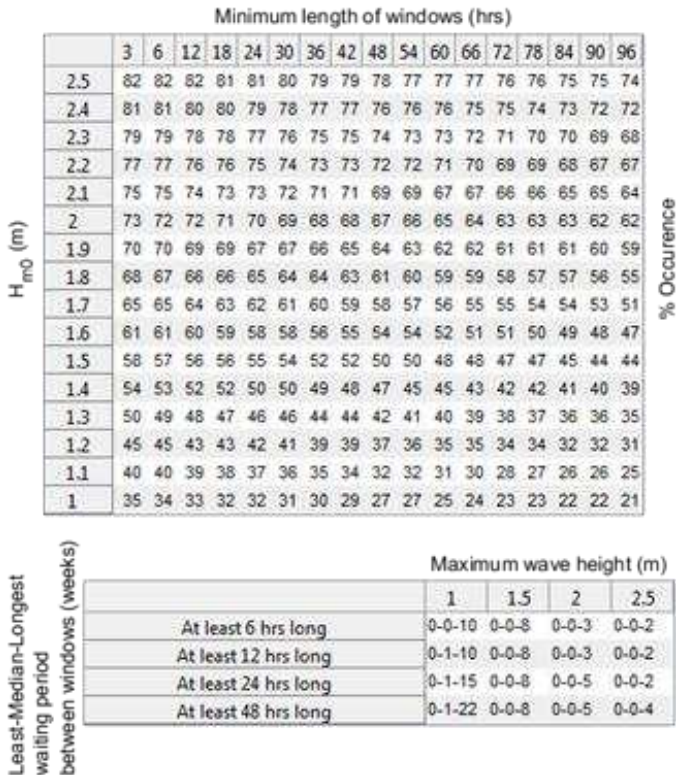 Minimum length of windows (hrs)
3 6 12 18 24 30 36 42 48 54 60 66 72 78 84 90 96
2.5 82 82 82 81 81 80 79 79 78 77 77 77 76 76 75 75 74
2.4 81 81 80 80 79 78 77 77 76 76 76 75 75 74 73 72 72
2.3 79 79 78 78 77 76 75 75 74 73 73 72 71 70 70 69 68
2.2 77 77 76 76 75 74 73 73 72 72 71 70 69 69 68 67 67
2.1 75 75 74 73 73 72 71 71 69 69 67 67 66 66 65 65 64
2 73 72 72 71 70 69 68 68 67 66 65 64 63 63 63 62 62
1.9 70 70 69 69 67 67 66 65 64 63 62 62 61 61 61 60 59
1.8 68 67 66 66 65 64 64 63 61 60 59 59 58 57 57 56 55
1.7 65 65 64 63 62 61 60 59 58 57 56 55 55 54 54 53 51
1.6 61 61 60 59 58 58 56 55 54 54 52 51 51 50 49 48 47
1.5 58 57 56 56 55 54 52 52 50 50 48 48 47 47 45 44 44
1.4 54 53 52 52 50 50 49 48 47 45 45 43 42 42 41 40 39
1.3 50 49 48 47 46 46 44 44 42 41 40 39 38 37 36 36 35
1.2 45 45 43 43 42 41 39 39 37 36 35 35 34 34 32 32 31
1.1 40 40 39 38 37 36 35 34 32 32 31 30 28 27 26 26 25
1 35 34 33 32 32 31 30 29 27 27 25 24 23 23 22 22 21
Hm0 (m)
% Occurence
Maximum wave height (m)
1 1.5 2 2.5
At least 6 hrs long 0-0-10 0-0-8 0-0-3 0-0-2
At least 12 hrs long 0-1-10 0-0-8 0-0-3 0-0-2
At least 24 hrs long 0-1-15 0-0-8 0-0-5 0-0-2
At least 48 hrs long 0-1-22 0-0-8 0-0-5 0-0-4
Least-Median-Longest
waiting period
between windows (weeks)